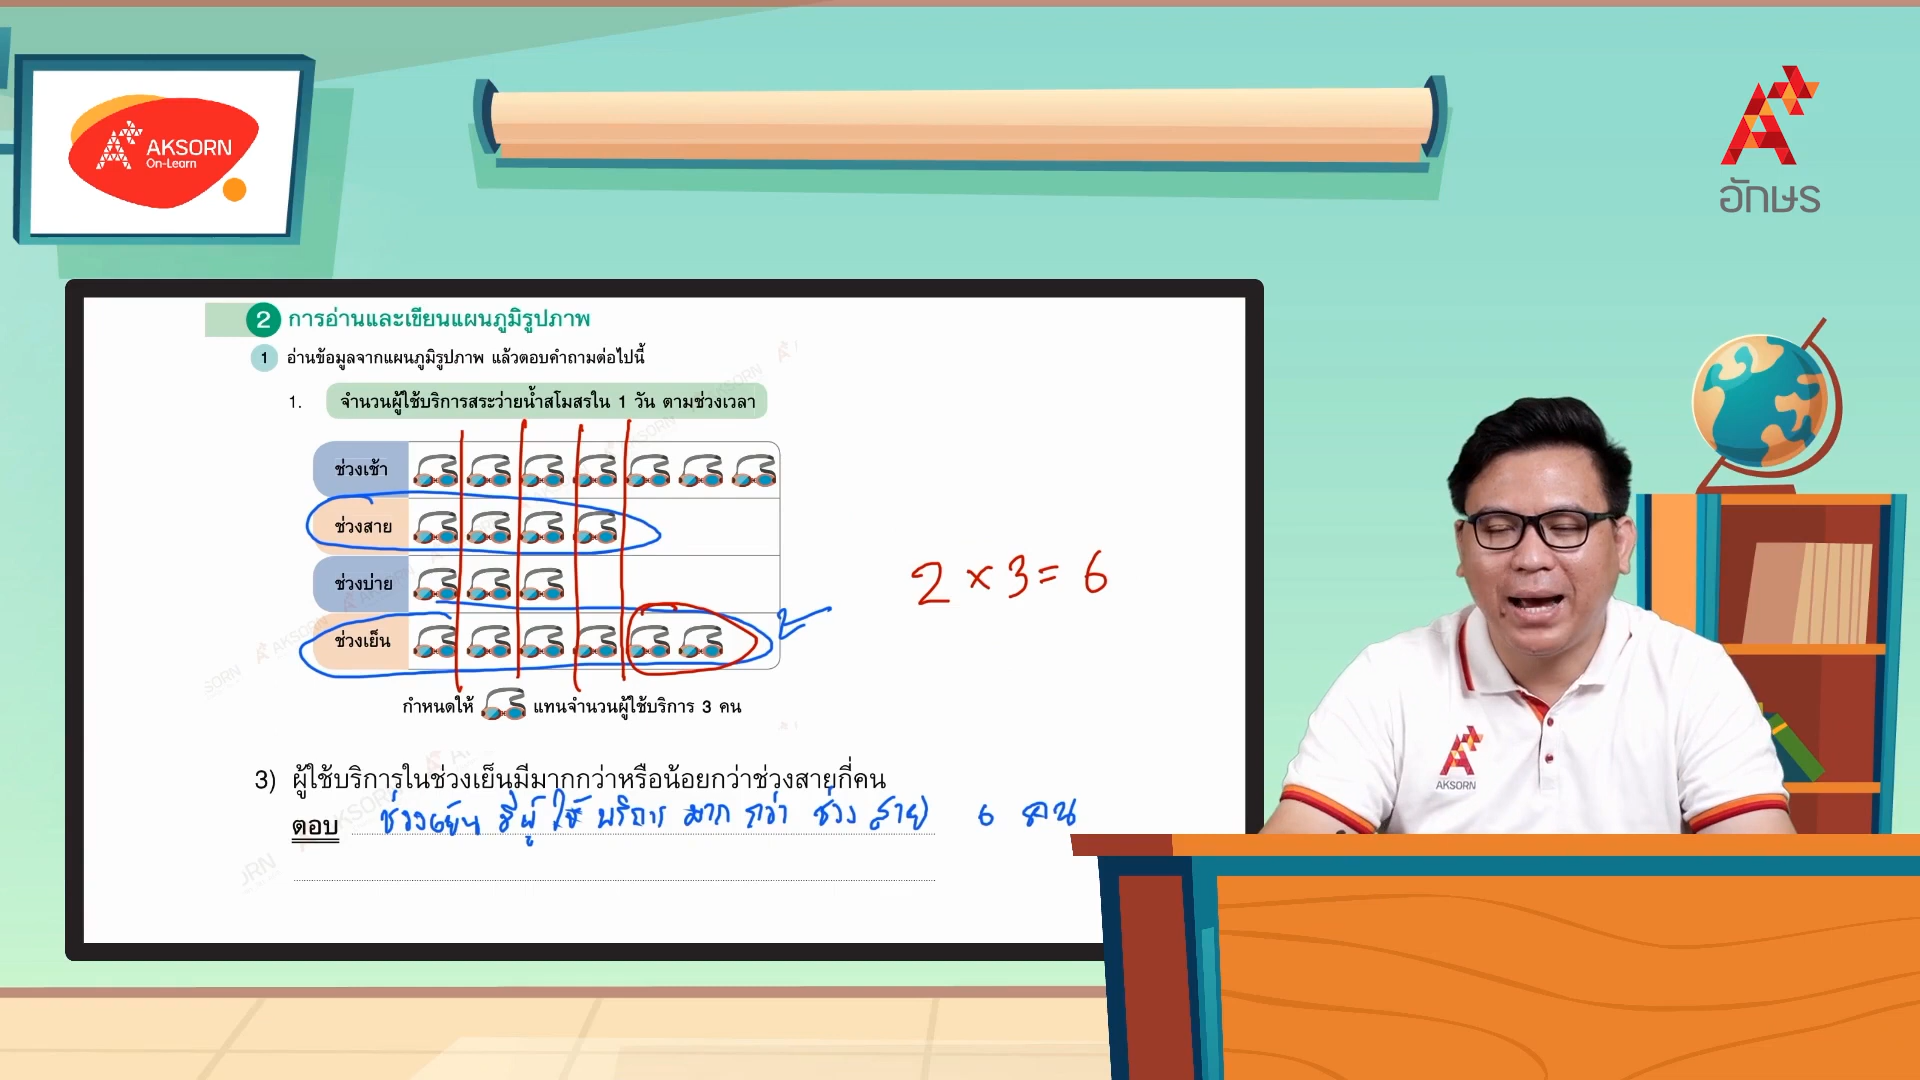 AKSORN
On-Learn
อักษร
2 การอ่านและเขียนแผนภูมิรูปภาพ
1 อ่านข้อมูลจากแผนภูมิรูปภาพ แล้วตอบคำถามต่อไปนี้
1. จำนวนผู้ใช้บริการสระว่ายน้ำสโมสรใน 1 วัน ตามช่วงเวลา
ช่วงเช้า
ช่วงสาย
ช่วงบ่าย
ช่วงเย็น
2 × 3 = 6
กำหนดให้ แทนจำนวนผู้ใช้บริการ 3 คน
3) ผู้ใช้บริการในช่วงเย็นมีมากกว่าหรือน้อยกว่าช่วงสายกี่คน
ตอบ ช่วงเย็น มีผู้ใช้ บริการ มาก กว่า ช่วง สาย 6 คน
AKSORN